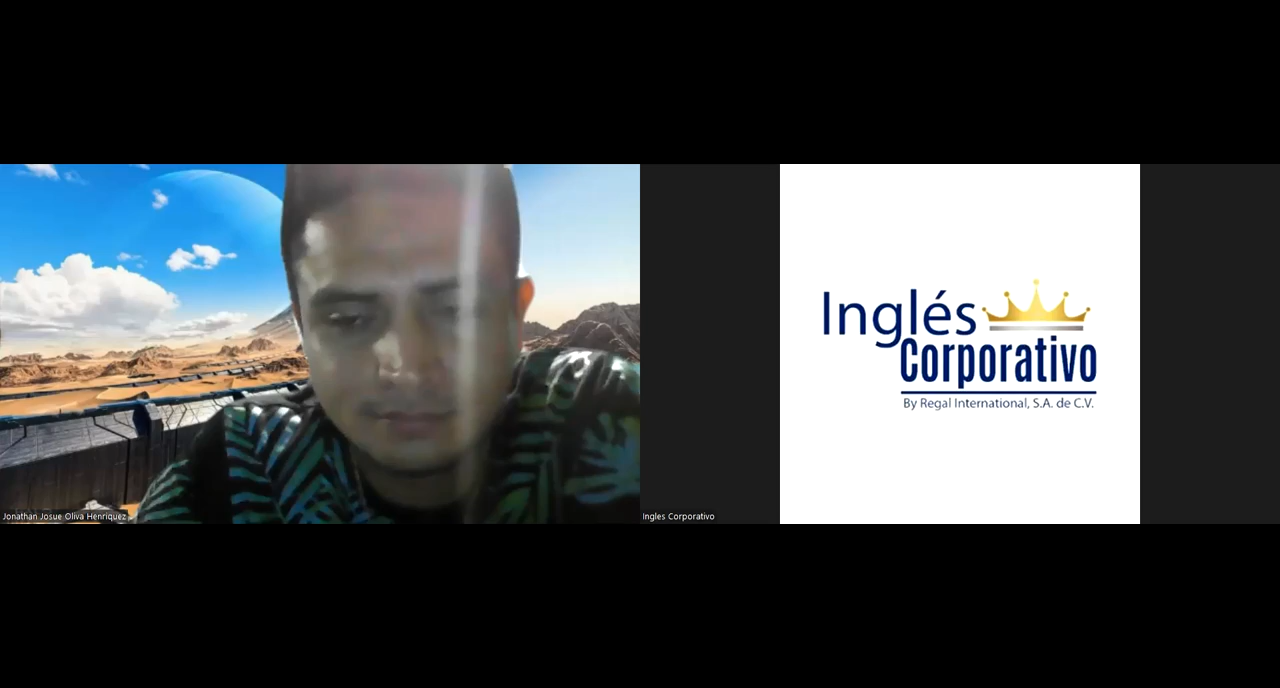 Inglés
Corporativo
By Regal International, S.A. de C.V.
Jonathan Josue Oliva Henriquez
Ingles Corporativo